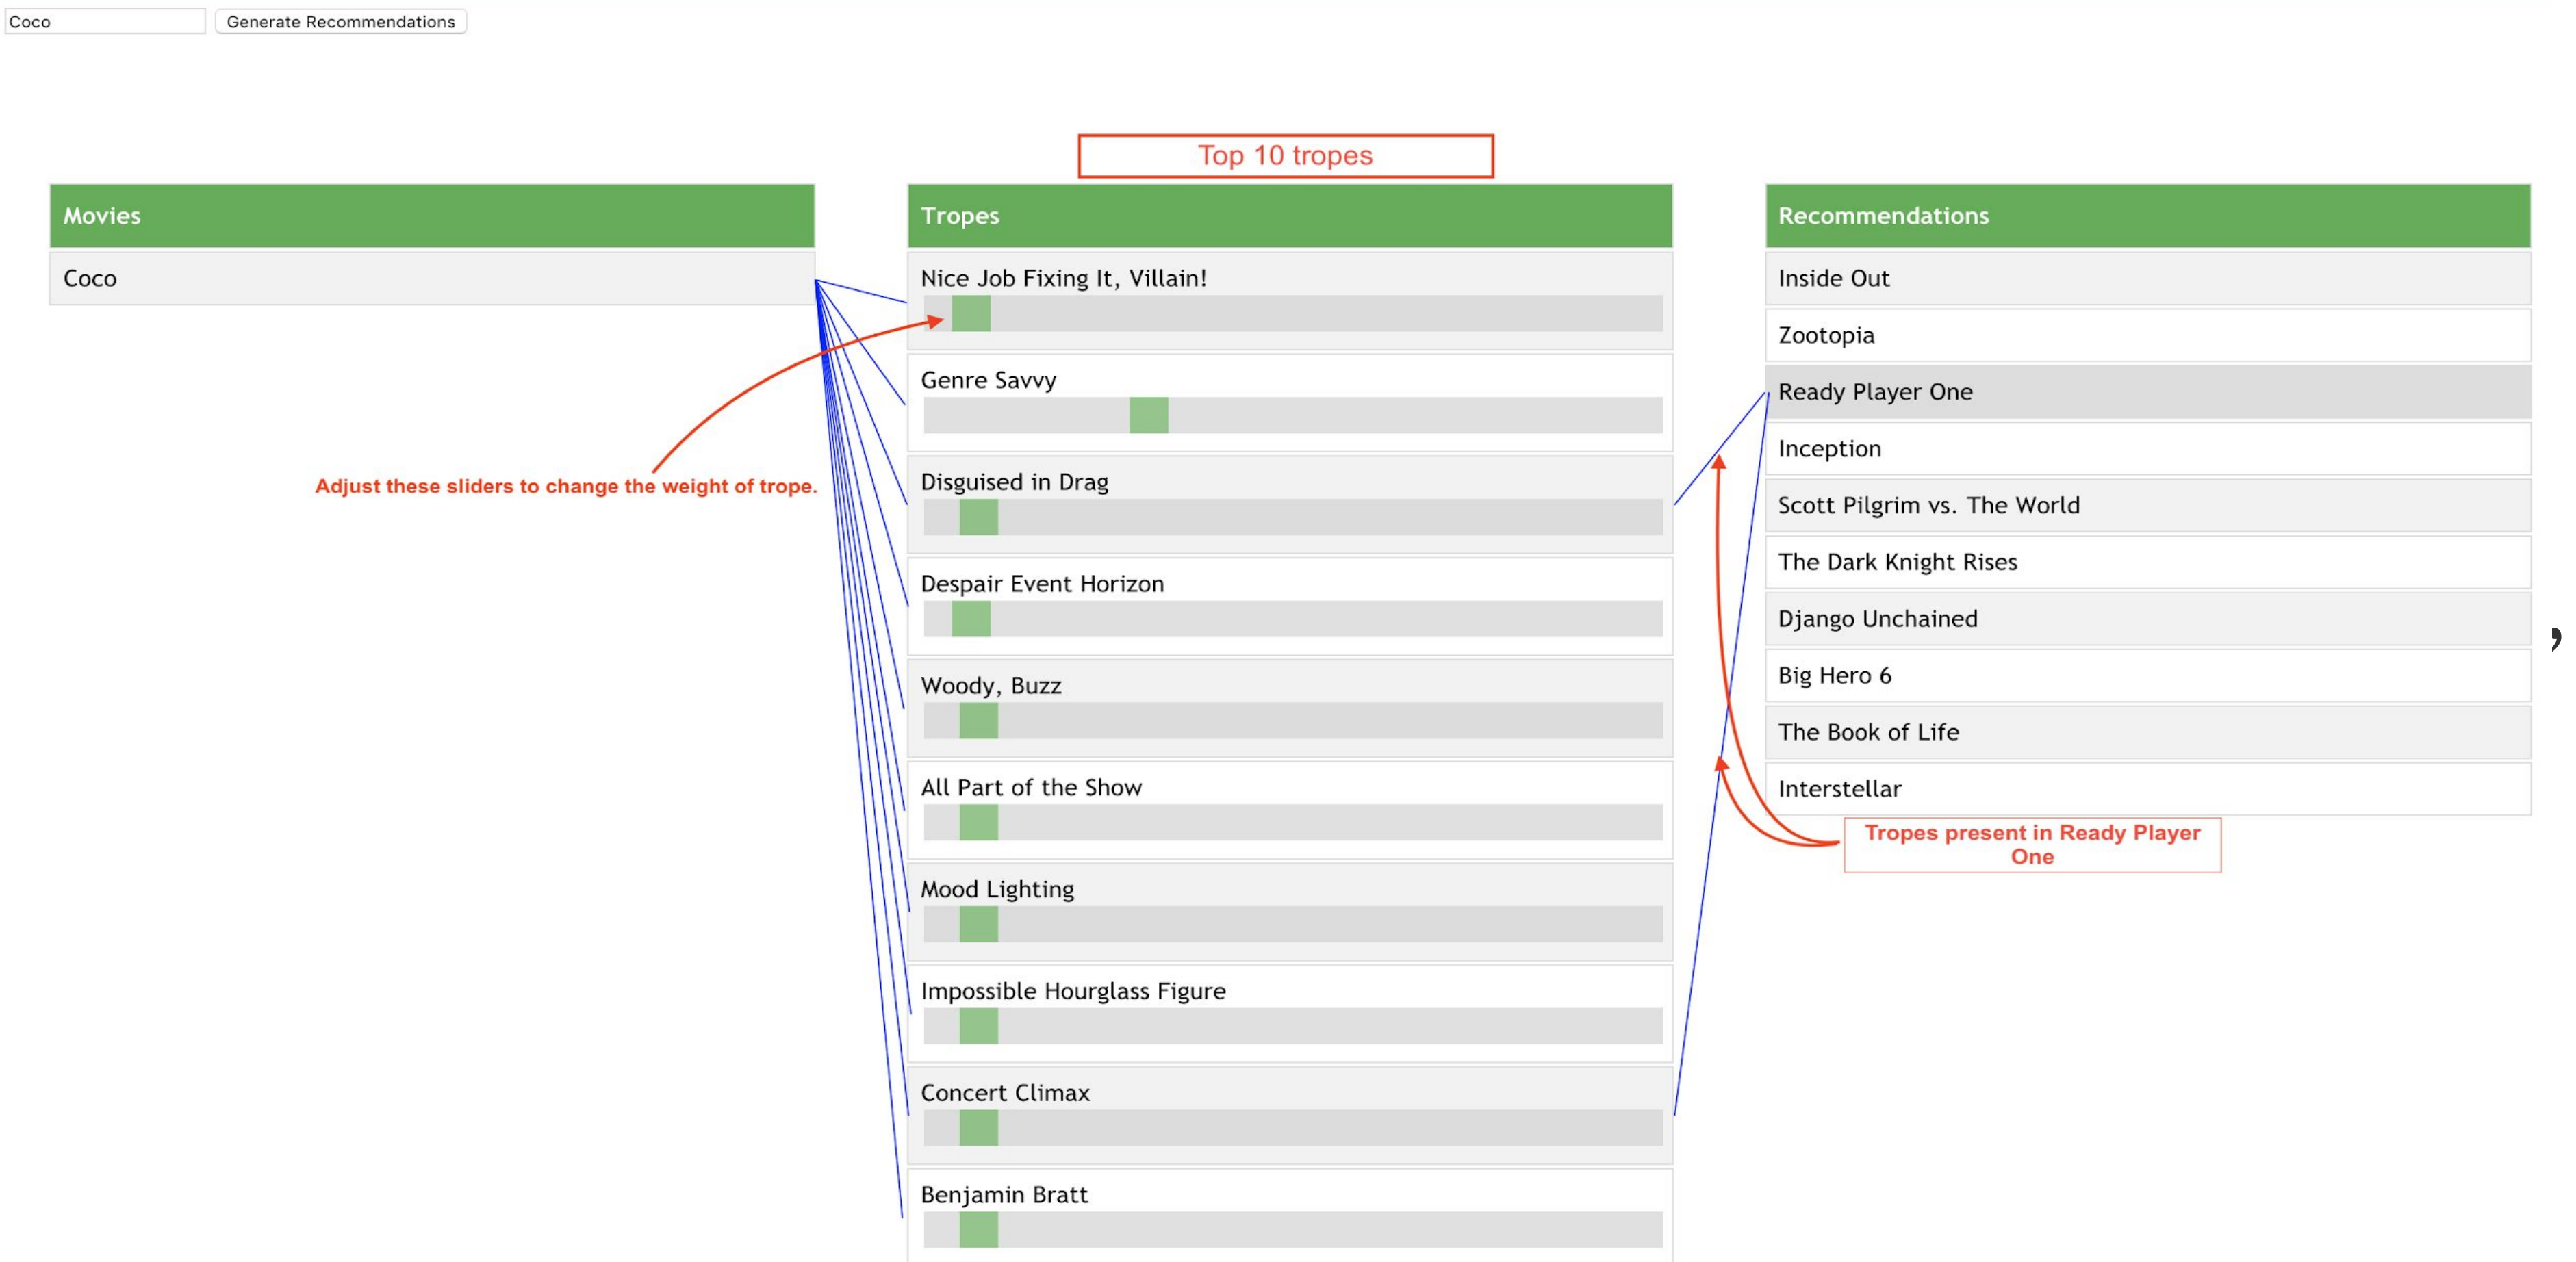 Coco
Generate Recommendations
Top 10 tropes
Movies
Coco
Adjust these sliders to change the weight of trope.
Tropes
Nice Job Fixing It, Villain!
Genre Savvy
Disguised in Drag
Despair Event Horizon
Woody, Buzz
All Part of the Show
Mood Lighting
Impossible Hourglass Figure
Concert Climax
Benjamin Bratt
Recommendations
Inside Out
Zootopia
Ready Player One
Inception
Scott Pilgrim vs. The World
The Dark Knight Rises
Django Unchained
Big Hero 6
The Book of Life
Interstellar
Tropes present in Ready Player
One
,